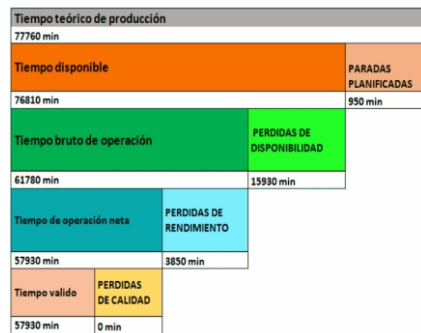 Tiempo teórico de producción
77760 min
Tiempo disponible
PARADAS
PLANIFICADAS
76810 min
950 min
Tiempo bruto de operación
PERDIDAS DE
DISPONIBILIDAD
61780 min
15930 min
Tiempo de operación neta
PERDIDAS DE
RENDIMIENTO
57930 min
3850 min
Tiempo valido
PERDIDAS
DE CALIDAD
57930 min
0 min